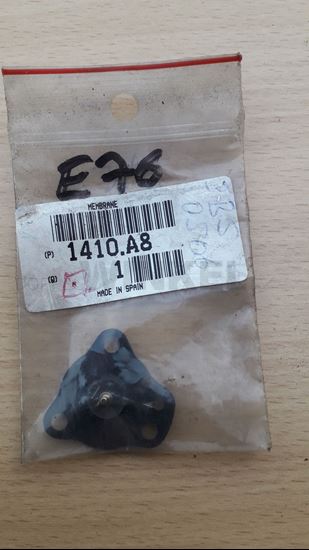 E76
MEMBRANE
(P) 1410.A8
(Q) 1
MADE IN SPAIN